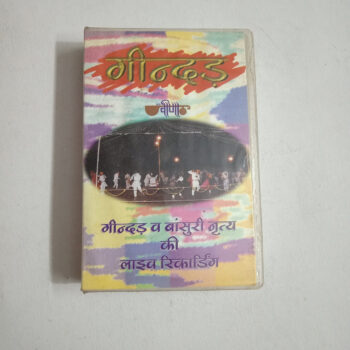 गीन्दड़
वीणा
गीन्दड़ व बांसुरी नृत्य
की
लाइव रिकार्डिंग